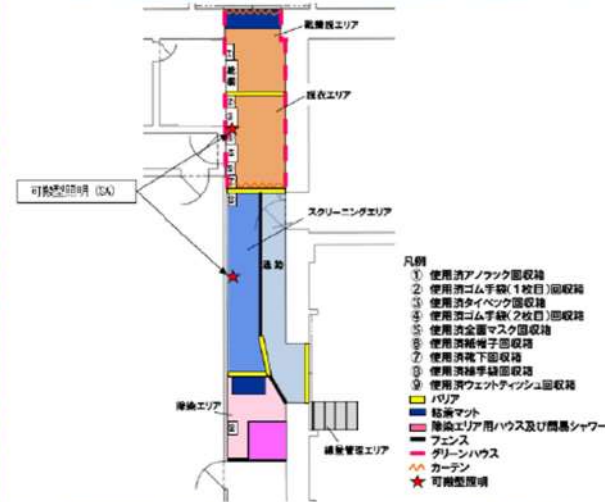 靴着脱エリア
脱衣エリア
可搬型照明（SA）
スクリーニングエリア
通路
凡例
① 使用済アノラック回収箱
② 使用済ゴム手袋（1枚目）回収箱
③ 使用済タイベック回収箱
④ 使用済ゴム手袋（2枚目）回収箱
⑤ 使用済全面マスク回収箱
⑥ 使用済紙帽子回収箱
⑦ 使用済靴下回収箱
⑧ 使用済綿手袋回収箱
⑨ 使用済ウェットティッシュ回収箱
バリア
粘着マット
除染エリア用ハウス及び簡易シャワー
フェンス
グリーンハウス
カーテン
可搬型照明
除染エリア
線量管理エリア